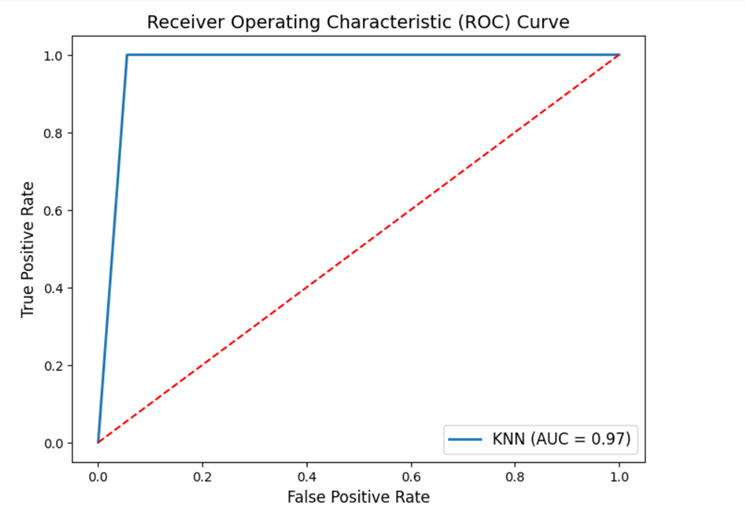 Receiver Operating Characteristic (ROC) Curve
1.0
0.8
0.6
0.4
0.2
0.0
True Positive Rate
KNN (AUC = 0.97)
0.0 0.2 0.4 0.6 0.8 1.0
False Positive Rate